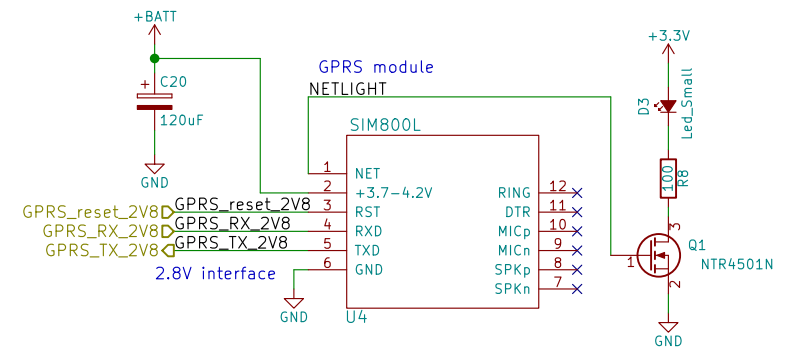 +BATT
+3.3V
GPRS module
+ C20
NETLIGHT
D3
Led_Small
120uF
SIM800L
GND
1 NET
2 +3.7-4.2V
RING 12
100
R8
GPRS_reset_2V8 GPRS_reset_2V8 3 RST
DTR 11
GPRS_RX_2V8 GPRS_RX_2V8 4 RXD
MICp 10
3
GPRS_TX_2V8 GPRS_TX_2V8 5 TXD
MICn 9
Q1
2.8V interface
6 GND
SPKp 8
1
NTR4501N
SPKn 7
2
GND
U4
GND